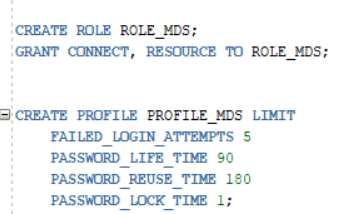 CREATE ROLE ROLE_MDS;
GRANT CONNECT, RESOURCE TO ROLE_MDS;
CREATE PROFILE PROFILE_MDS LIMIT
FAILED_LOGIN_ATTEMPTS 5
PASSWORD_LIFE_TIME 90
PASSWORD_REUSE_TIME 180
PASSWORD_LOCK_TIME 1;